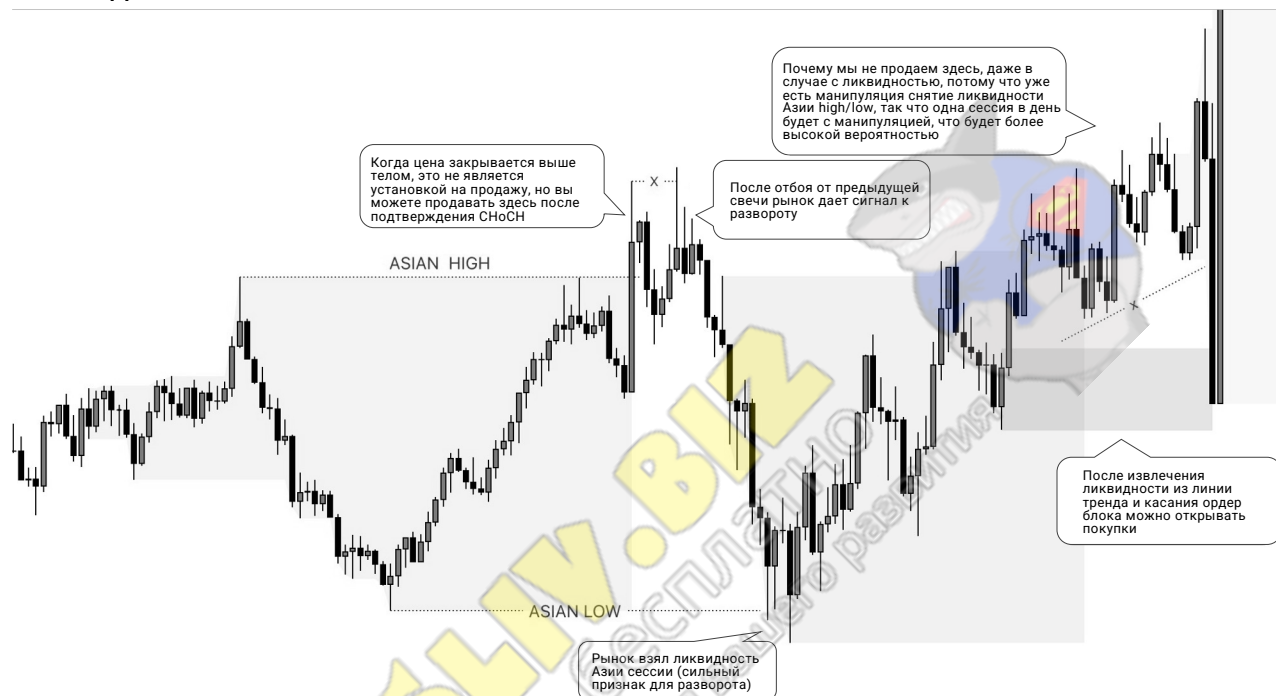 Почему мы не продаем здесь, даже в
случае с ликвидностью, потому что уже
есть манипуляция снятие ликвидности
Азии high/low, так что одна сессия в день
будет с манипуляцией, что будет более
высокой вероятностью
Когда цена закрывается выше
телом, это не является
установкой на продажу, но вы
можете продавать здесь после
подтверждения CHoCH
X
После отбоя от предыдущей
свечи рынок дает сигнал к
развороту
ASIAN HIGH
X
После извлечения
ликвидности из линии
тренда и касания ордер
блока можно открывать
покупки
ASIAN LOW
Рынок взял ликвидность
Азии сессии (сильный
признак для разворота)
LIV.BIZ
БЕСПЛАТНО
вашего развития